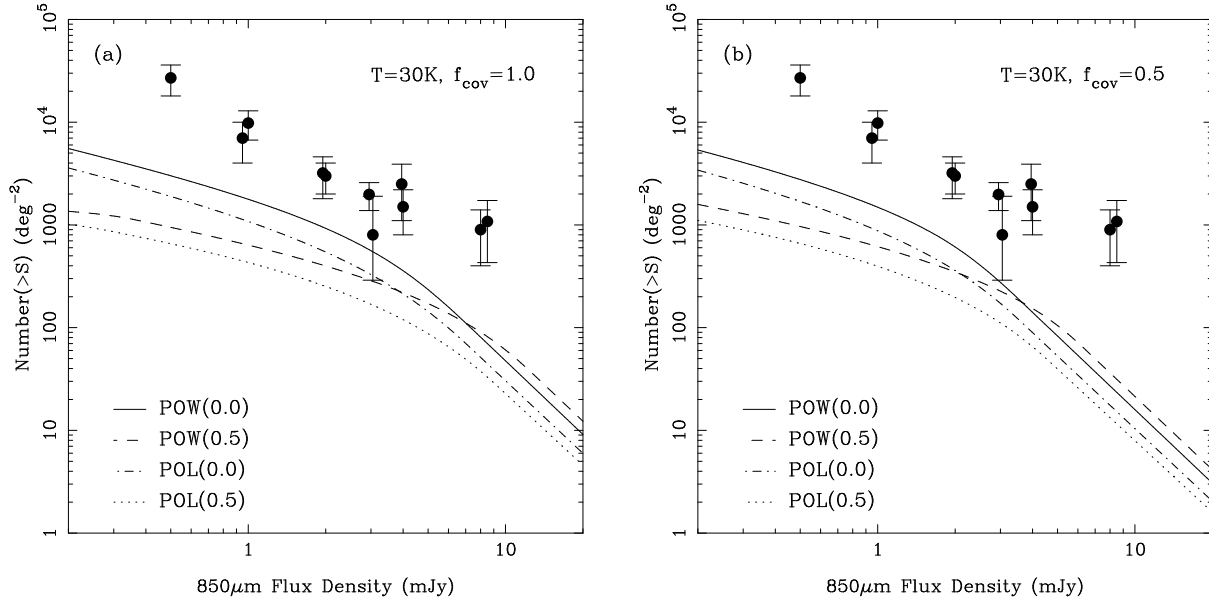 (a)
T=30K, f_cov=1.0
Number(>S) (deg^-2)
10^5
10^4
1000
100
10
1
POW(0.0)
POW(0.5)
POL(0.0)
POL(0.5)
1 10
850μm Flux Density (mJy)
(b)
T=30K, f_cov=0.5
Number(>S) (deg^-2)
10^5
10^4
1000
100
10
1
POW(0.0)
POW(0.5)
POL(0.0)
POL(0.5)
1 10
850μm Flux Density (mJy)